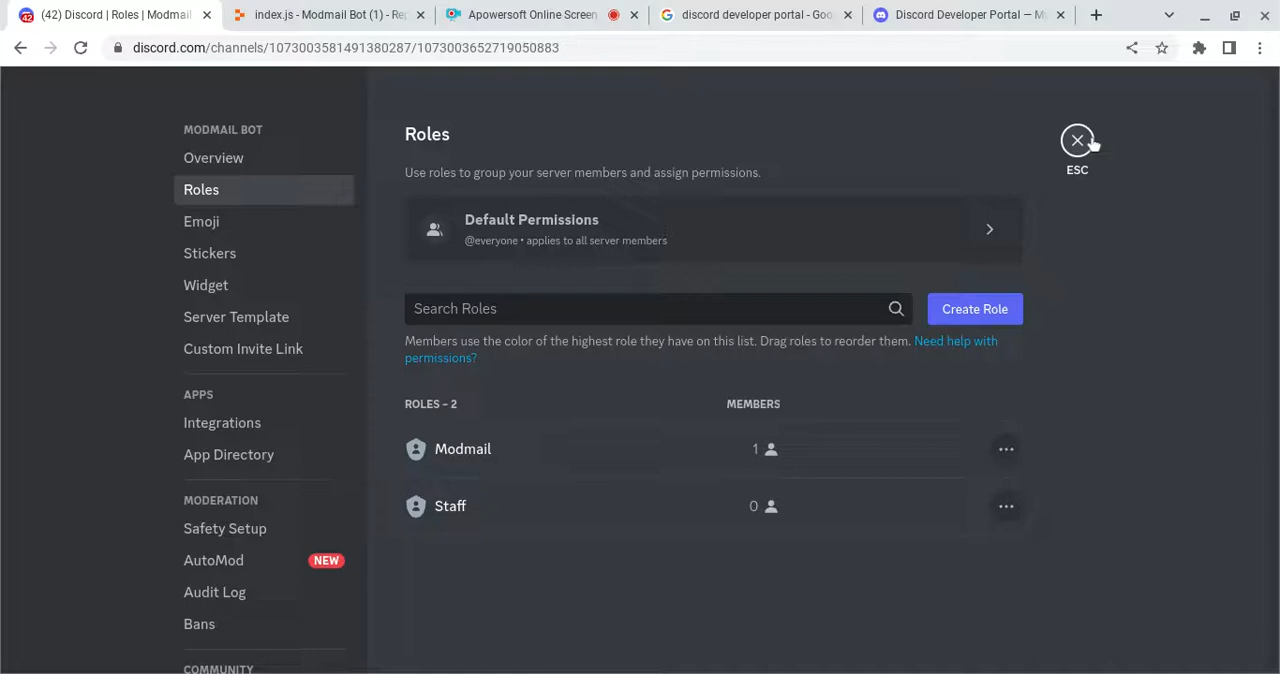 (42) Discord | Roles | Modmail
index.js - Modmail Bot (1) - Rep
Apowersoft Online Screen
discord developer portal - Goo
Discord Developer Portal — M
discord.com/channels/1073003581491380287/1073003652719050883
MODMAIL BOT
Overview
Roles
Emoji
Stickers
Widget
Server Template
Custom Invite Link
APPS
Integrations
App Directory
MODERATION
Safety Setup
AutoMod NEW
Audit Log
Bans
COMMUNITY
Roles
Use roles to group your server members and assign permissions.
Default Permissions
@everyone • applies to all server members
Search Roles
Create Role
Members use the color of the highest role they have on this list. Drag roles to reorder them. Need help with
permissions?
ROLES – 2 MEMBERS
Modmail 1
Staff 0
ESC